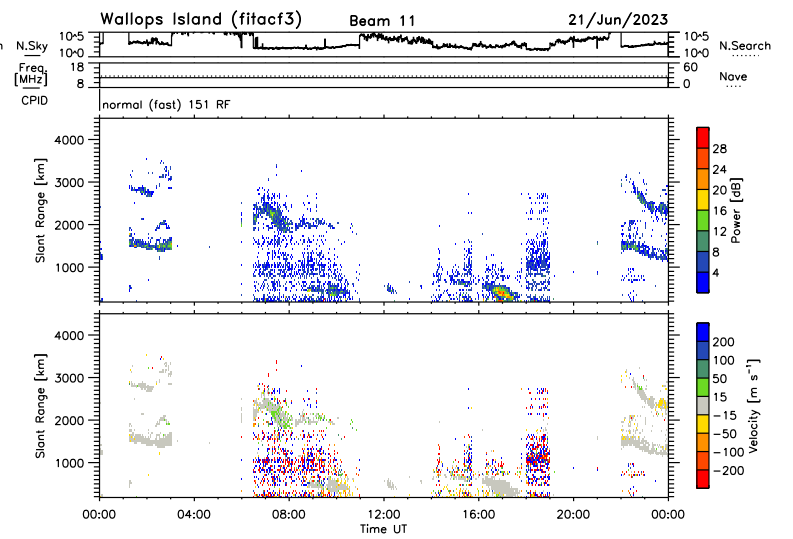 Wallops Island (fitacf3) Beam 11 21/Jun/2023
n N.Sky 10^5 10^0 10^5 10^0 N.Search
Freq. [MHz] 18 8 60 0 Nave
CPID normal (fast) 151 RF
Slant Range [km] 4000 3000 2000 1000
28 24 20 16 12 8 4 Power [dB]
Slant Range [km] 4000 3000 2000 1000
200 100 50 15 −15 −50 −100 −200 Velocity [m s⁻¹]
00:00 04:00 08:00 12:00 16:00 20:00 00:00
Time UT